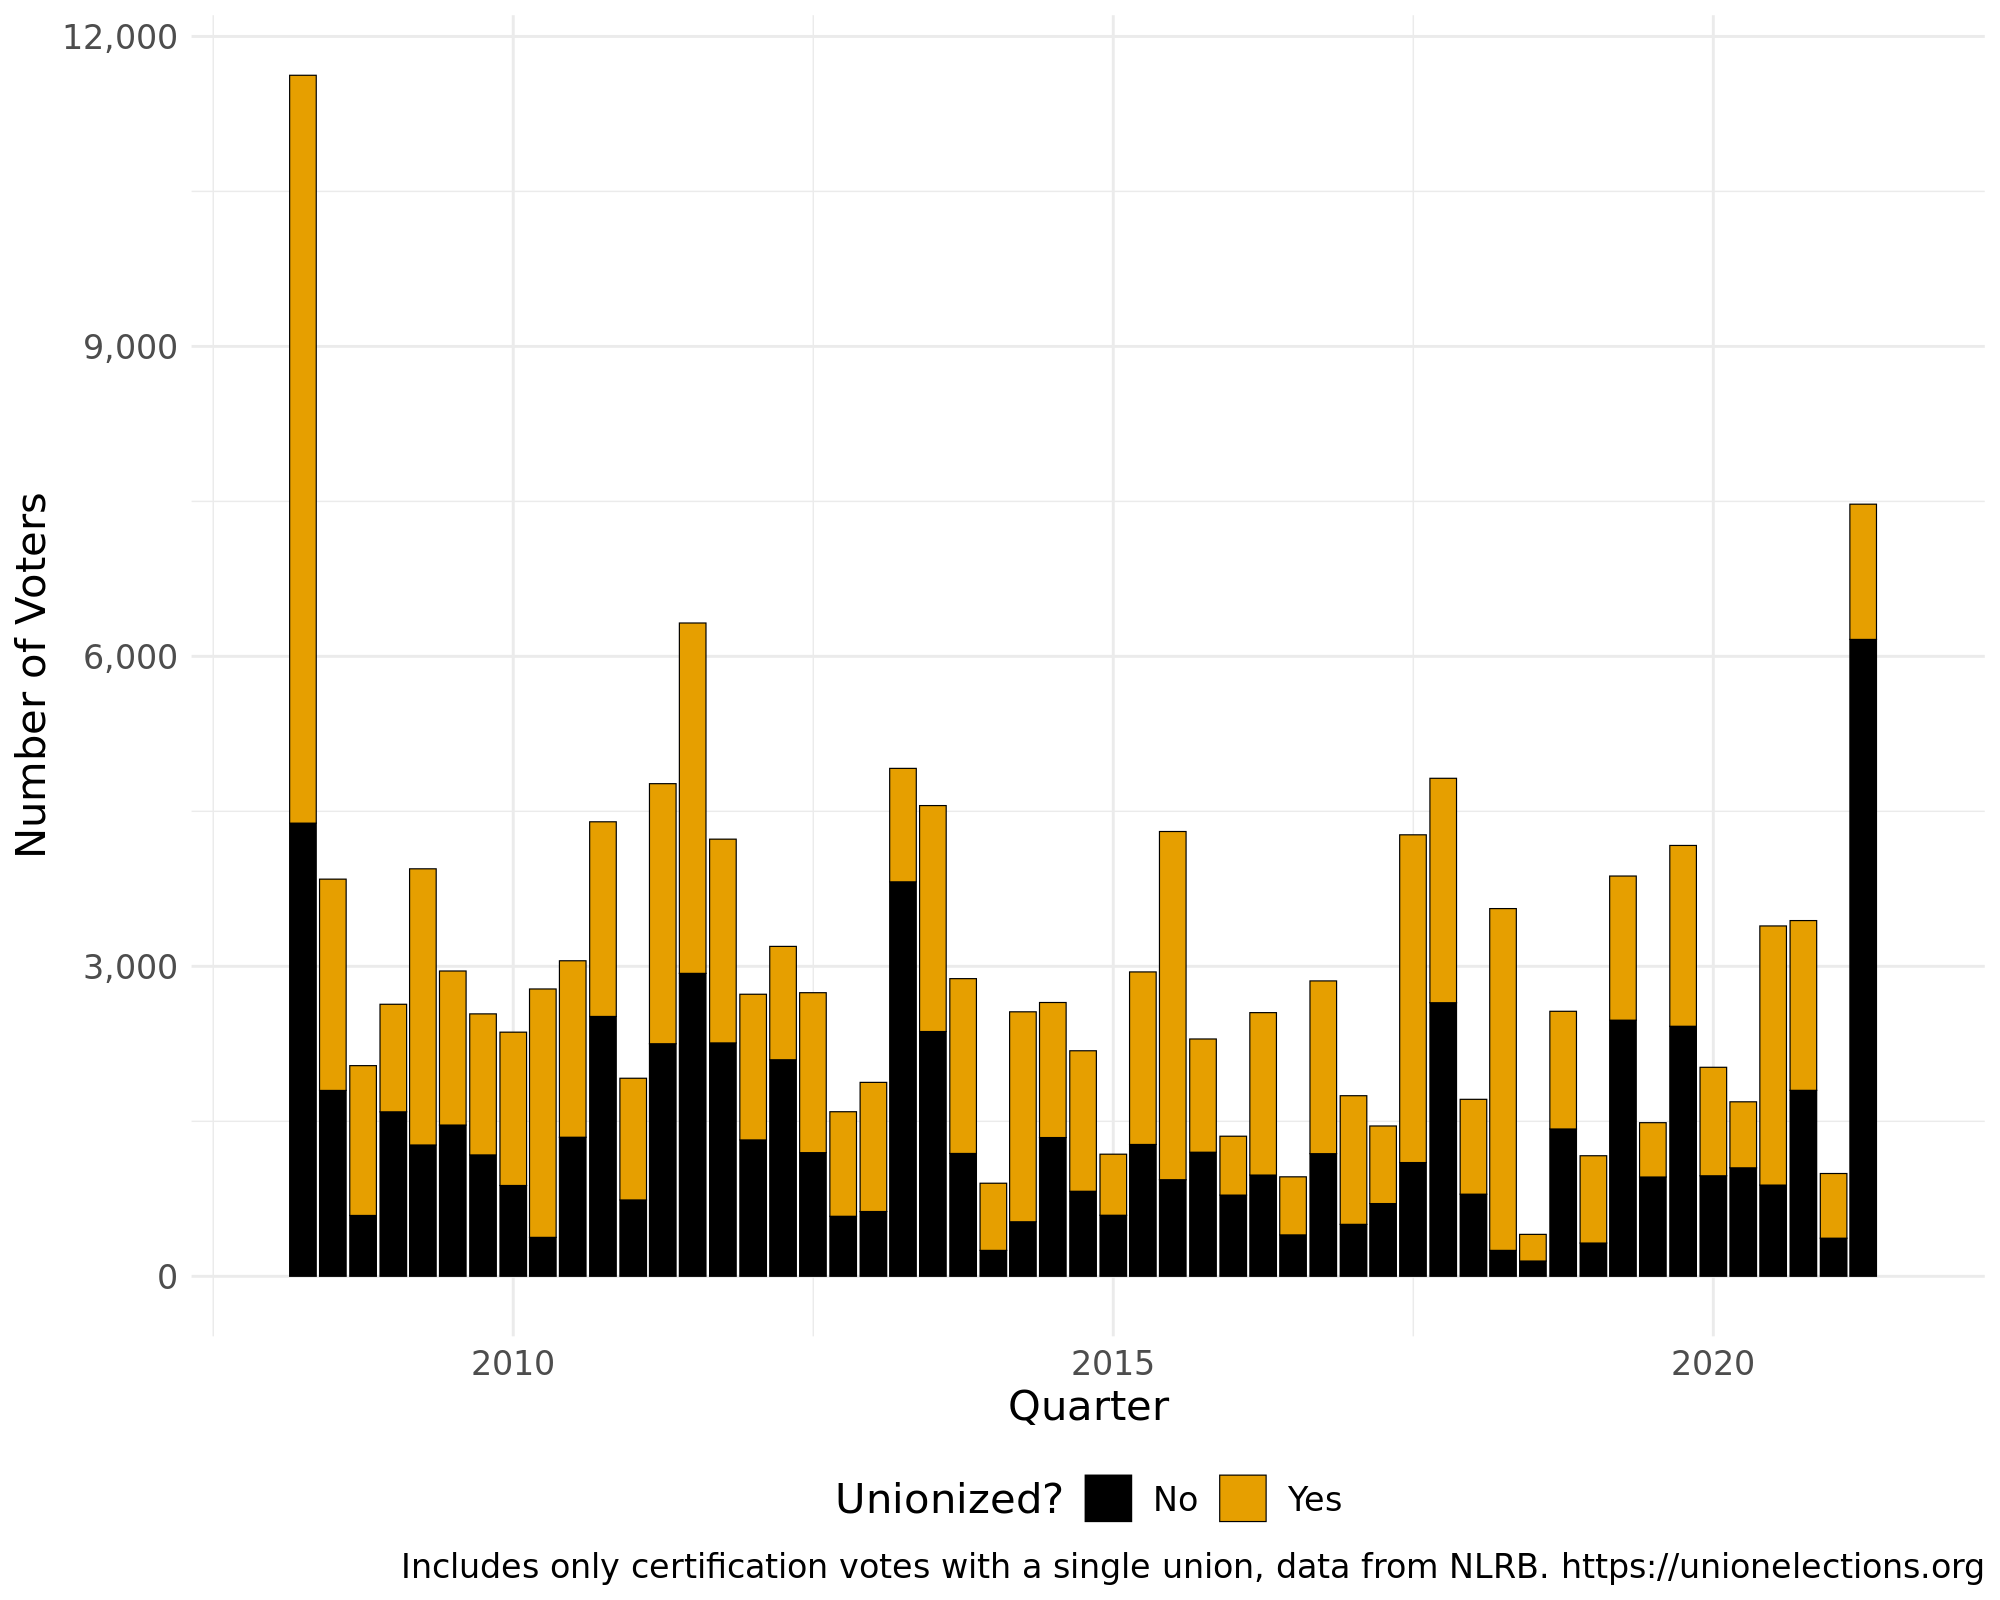 12,000
9,000
6,000
3,000
0
Number of Voters
2010 2015 2020
Quarter
Unionized? No Yes
Includes only certification votes with a single union, data from NLRB. https://unionelections.org